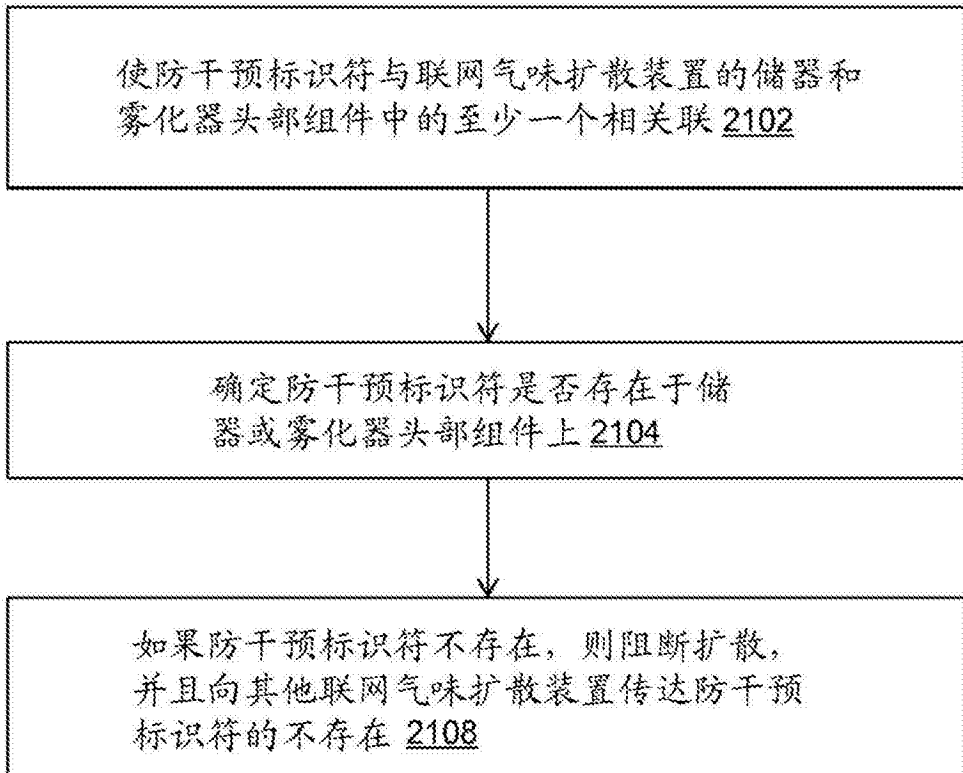 使防干预标识符与联网气味扩散装置的储器和
雾化器头部组件中的至少一个相关联 2102
确定防干预标识符是否存在于储
器或雾化器头部组件上 2104
如果防干预标识符不存在，则阻断扩散，
并且向其他联网气味扩散装置传达防干预
标识符的不存在 2108